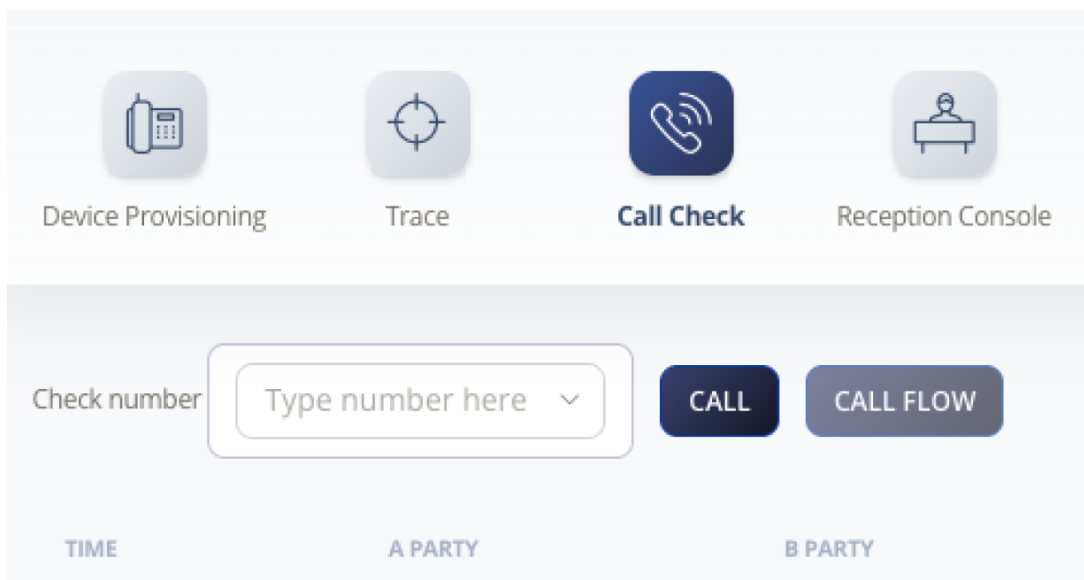 Device Provisioning Trace Call Check Reception Console
Check number Type number here CALL CALL FLOW
TIME A PARTY B PARTY